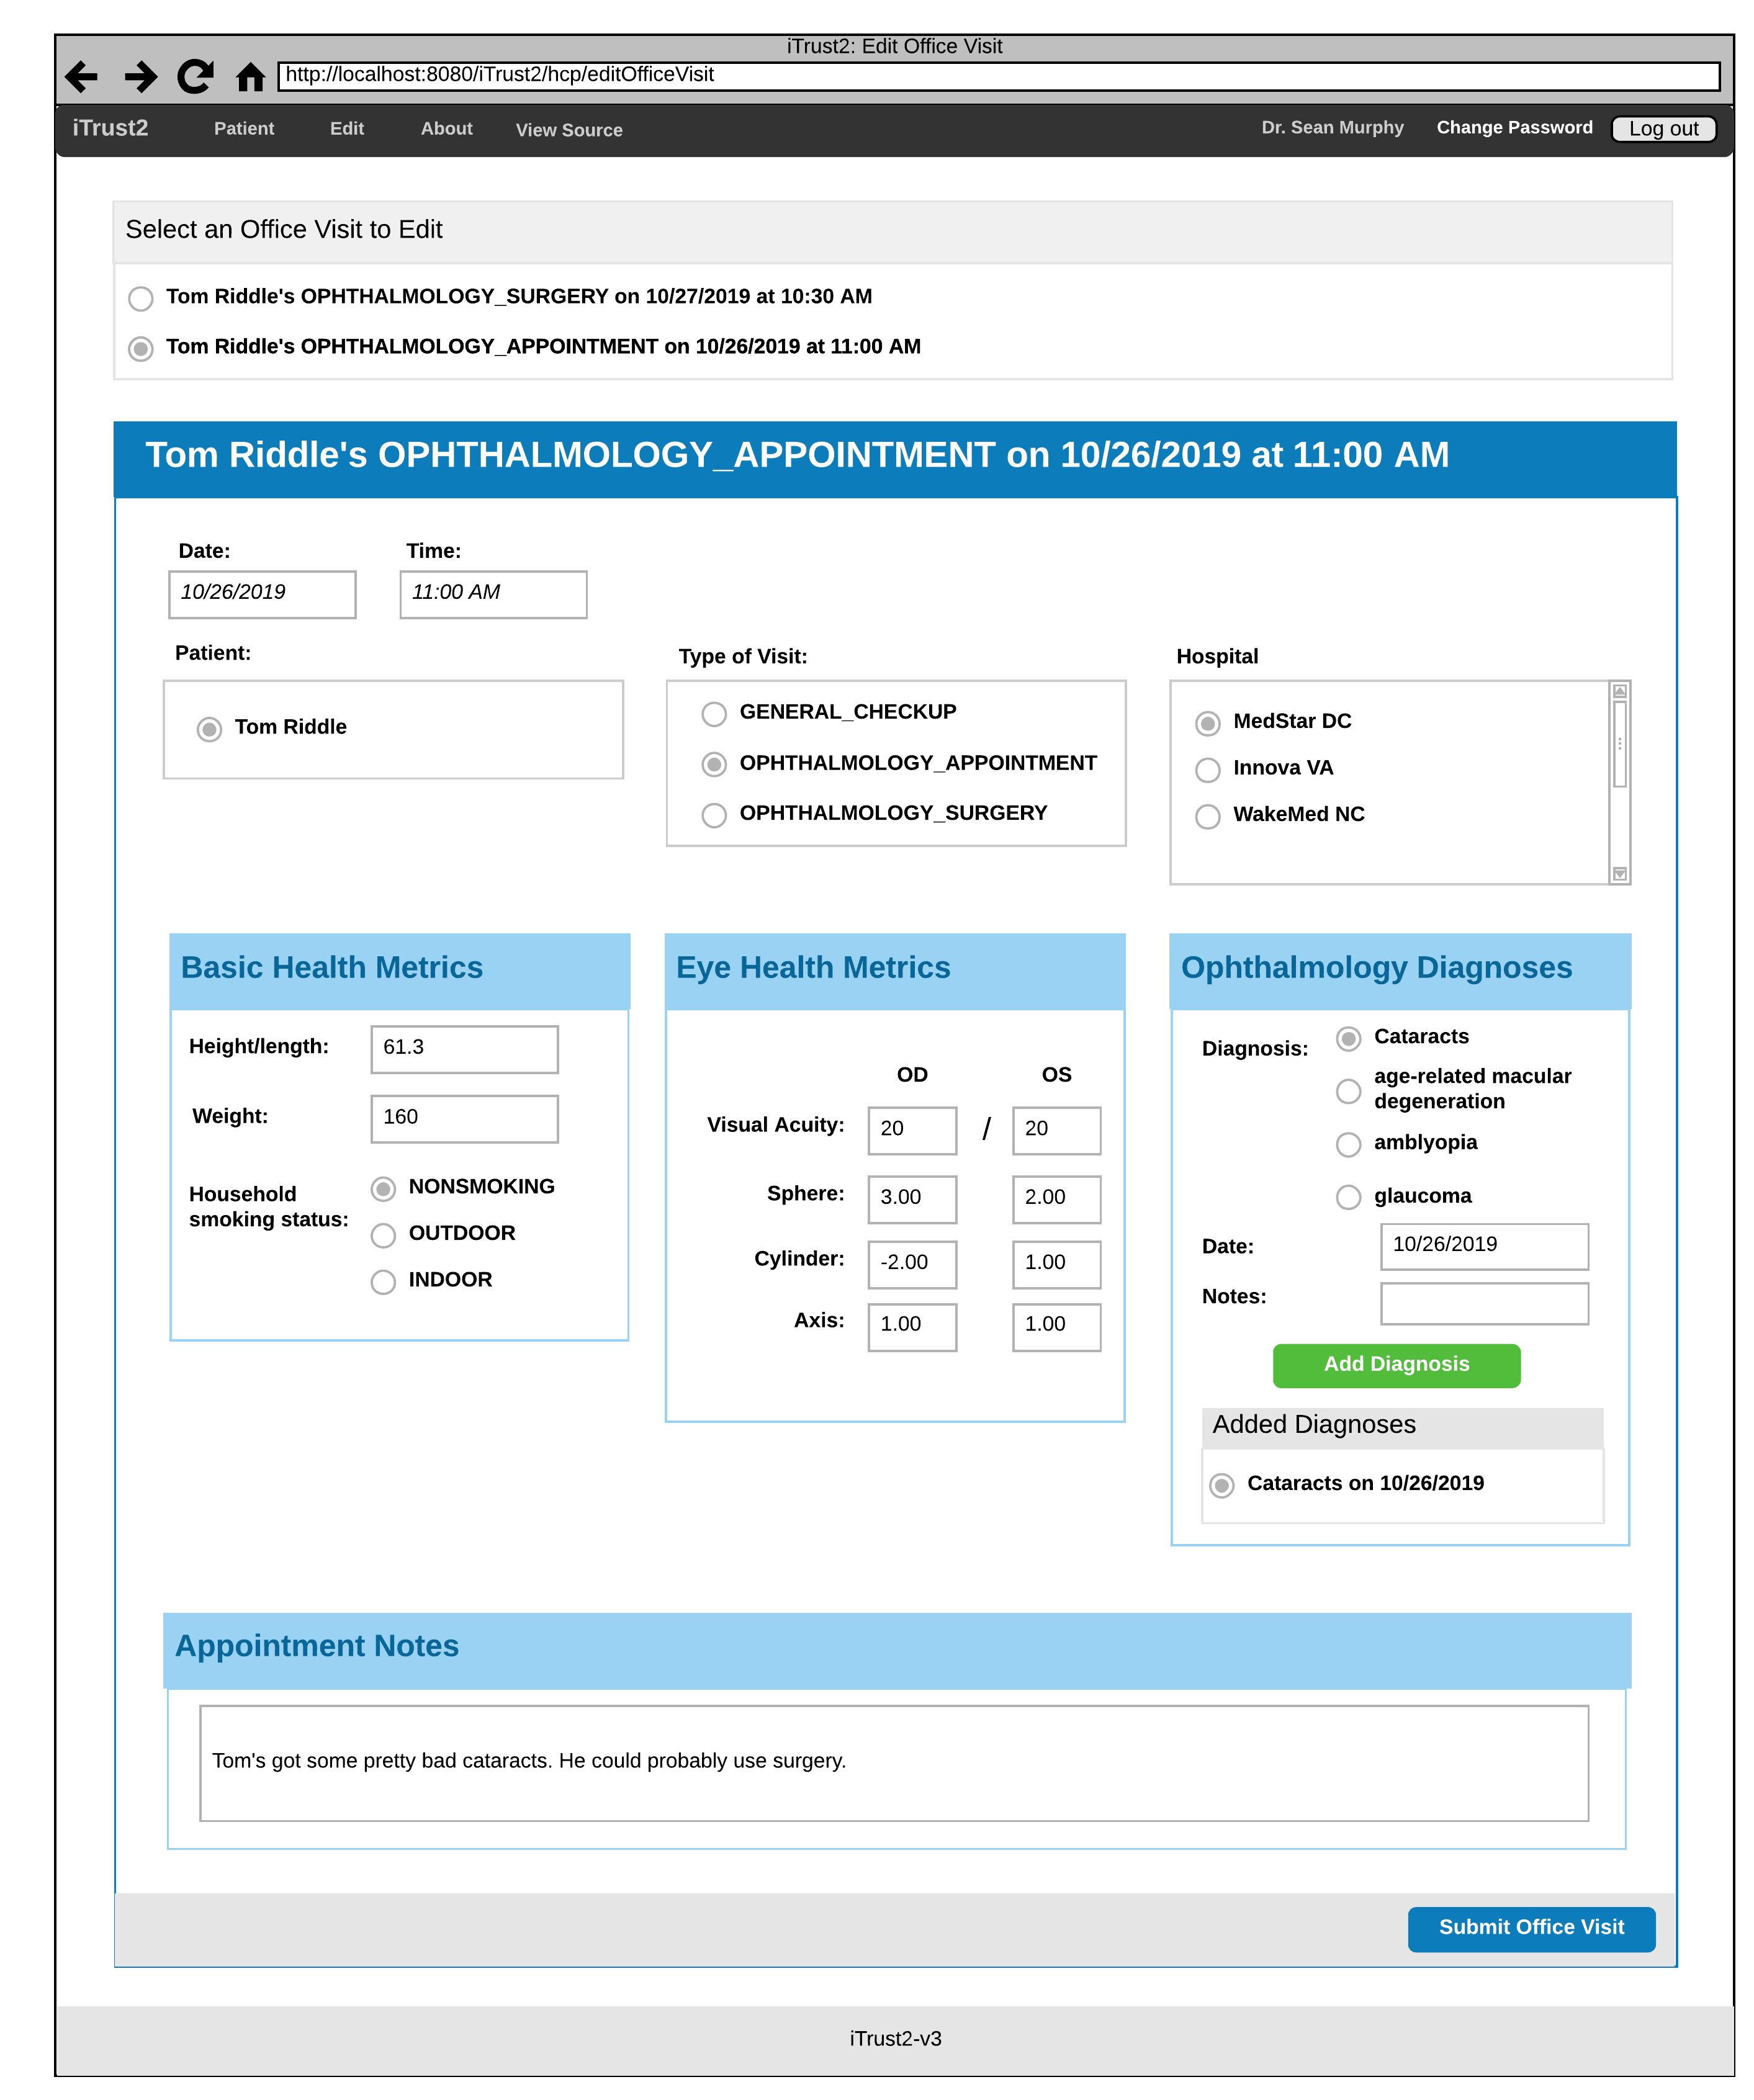 iTrust2: Edit Office Visit
http://localhost:8080/iTrust2/hcp/editOfficeVisit
iTrust2 Patient Edit About View Source Dr. Sean Murphy Change Password Log out
Select an Office Visit to Edit
Tom Riddle's OPHTHALMOLOGY_SURGERY on 10/27/2019 at 10:30 AM
Tom Riddle's OPHTHALMOLOGY_APPOINTMENT on 10/26/2019 at 11:00 AM
Tom Riddle's OPHTHALMOLOGY_APPOINTMENT on 10/26/2019 at 11:00 AM
Date: Time:
10/26/2019 11:00 AM
Patient:
Tom Riddle
Type of Visit:
GENERAL_CHECKUP
OPHTHALMOLOGY_APPOINTMENT
OPHTHALMOLOGY_SURGERY
Hospital
MedStar DC
Innova VA
WakeMed NC
Basic Health Metrics
Height/length: 61.3
Weight: 160
Household
smoking status:
NONSMOKING
OUTDOOR
INDOOR
Eye Health Metrics
OD OS
Visual Acuity: 20 / 20
Sphere: 3.00 2.00
Cylinder: -2.00 1.00
Axis: 1.00 1.00
Ophthalmology Diagnoses
Diagnosis:
Cataracts
age-related macular
degeneration
amblyopia
glaucoma
Date: 10/26/2019
Notes:
Add Diagnosis
Added Diagnoses
Cataracts on 10/26/2019
Appointment Notes
Tom's got some pretty bad cataracts. He could probably use surgery.
Submit Office Visit
iTrust2-v3